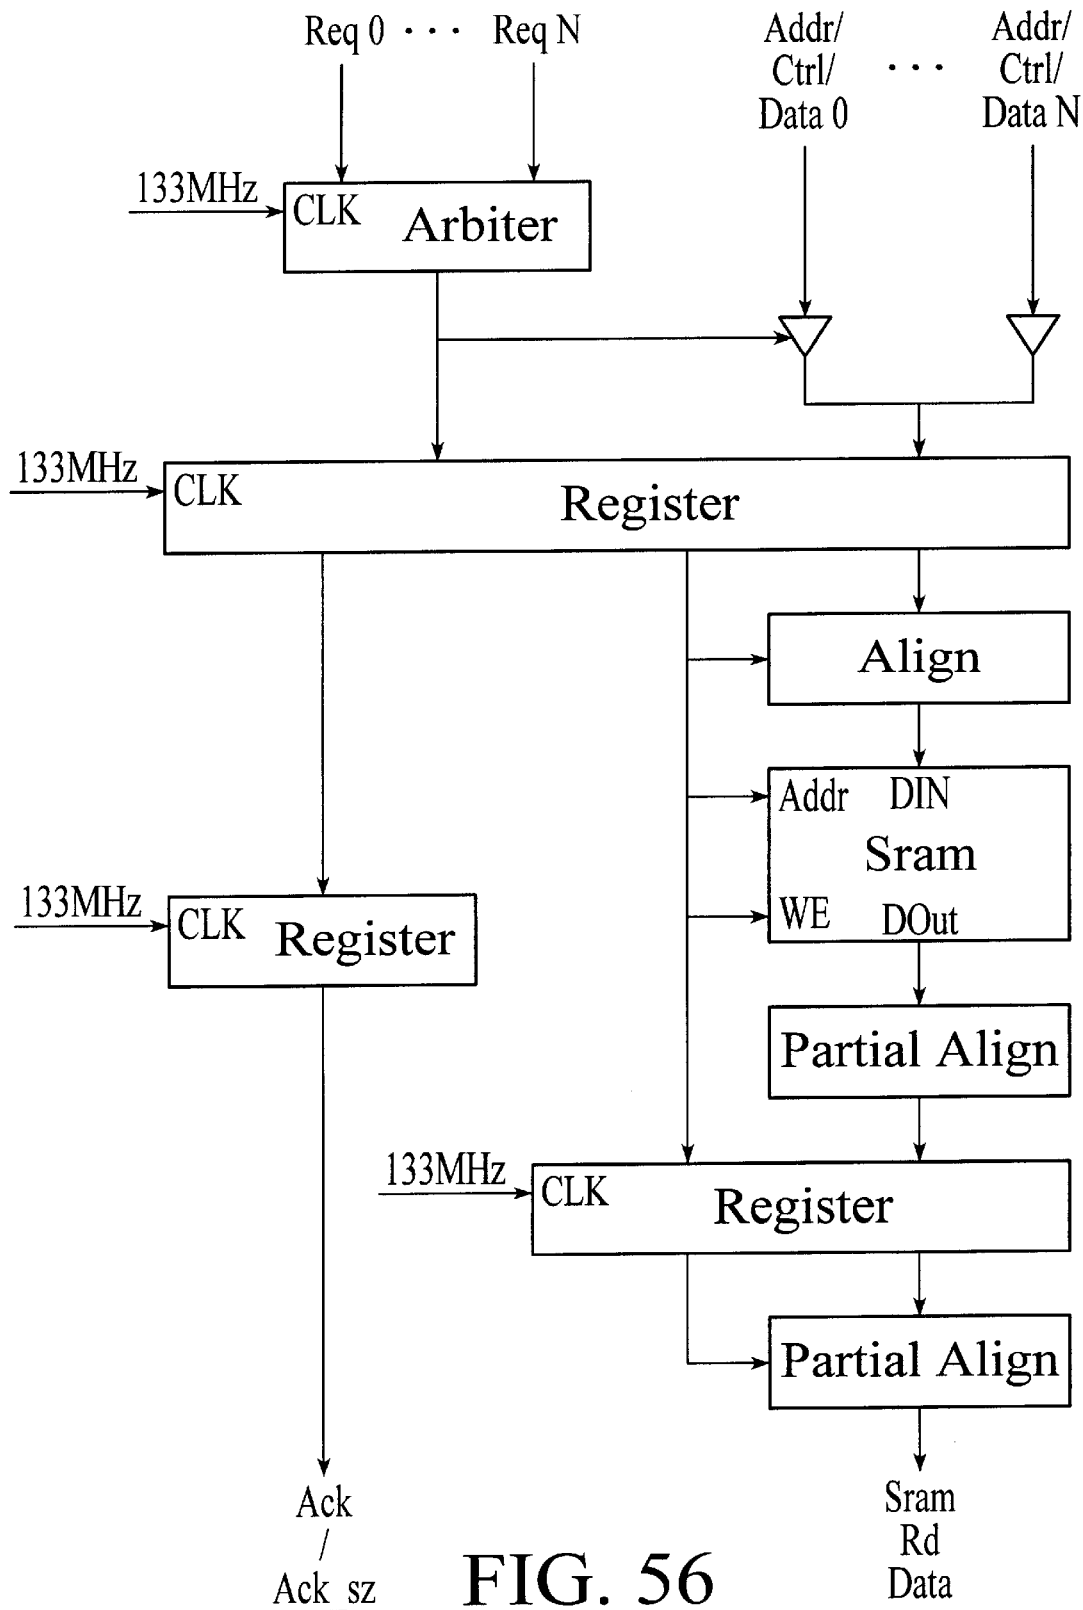 Req 0 · · · Req N
Addr/
Ctrl/
Data 0
· · ·
Addr/
Ctrl/
Data N
133MHz
CLK
Arbiter
133MHz
CLK
Register
Align
Addr
DIN
Sram
WE
DOut
133MHz
CLK
Register
Partial Align
133MHz
CLK
Register
Partial Align
Ack
/
Ack sz
Sram
Rd
Data
FIG. 56